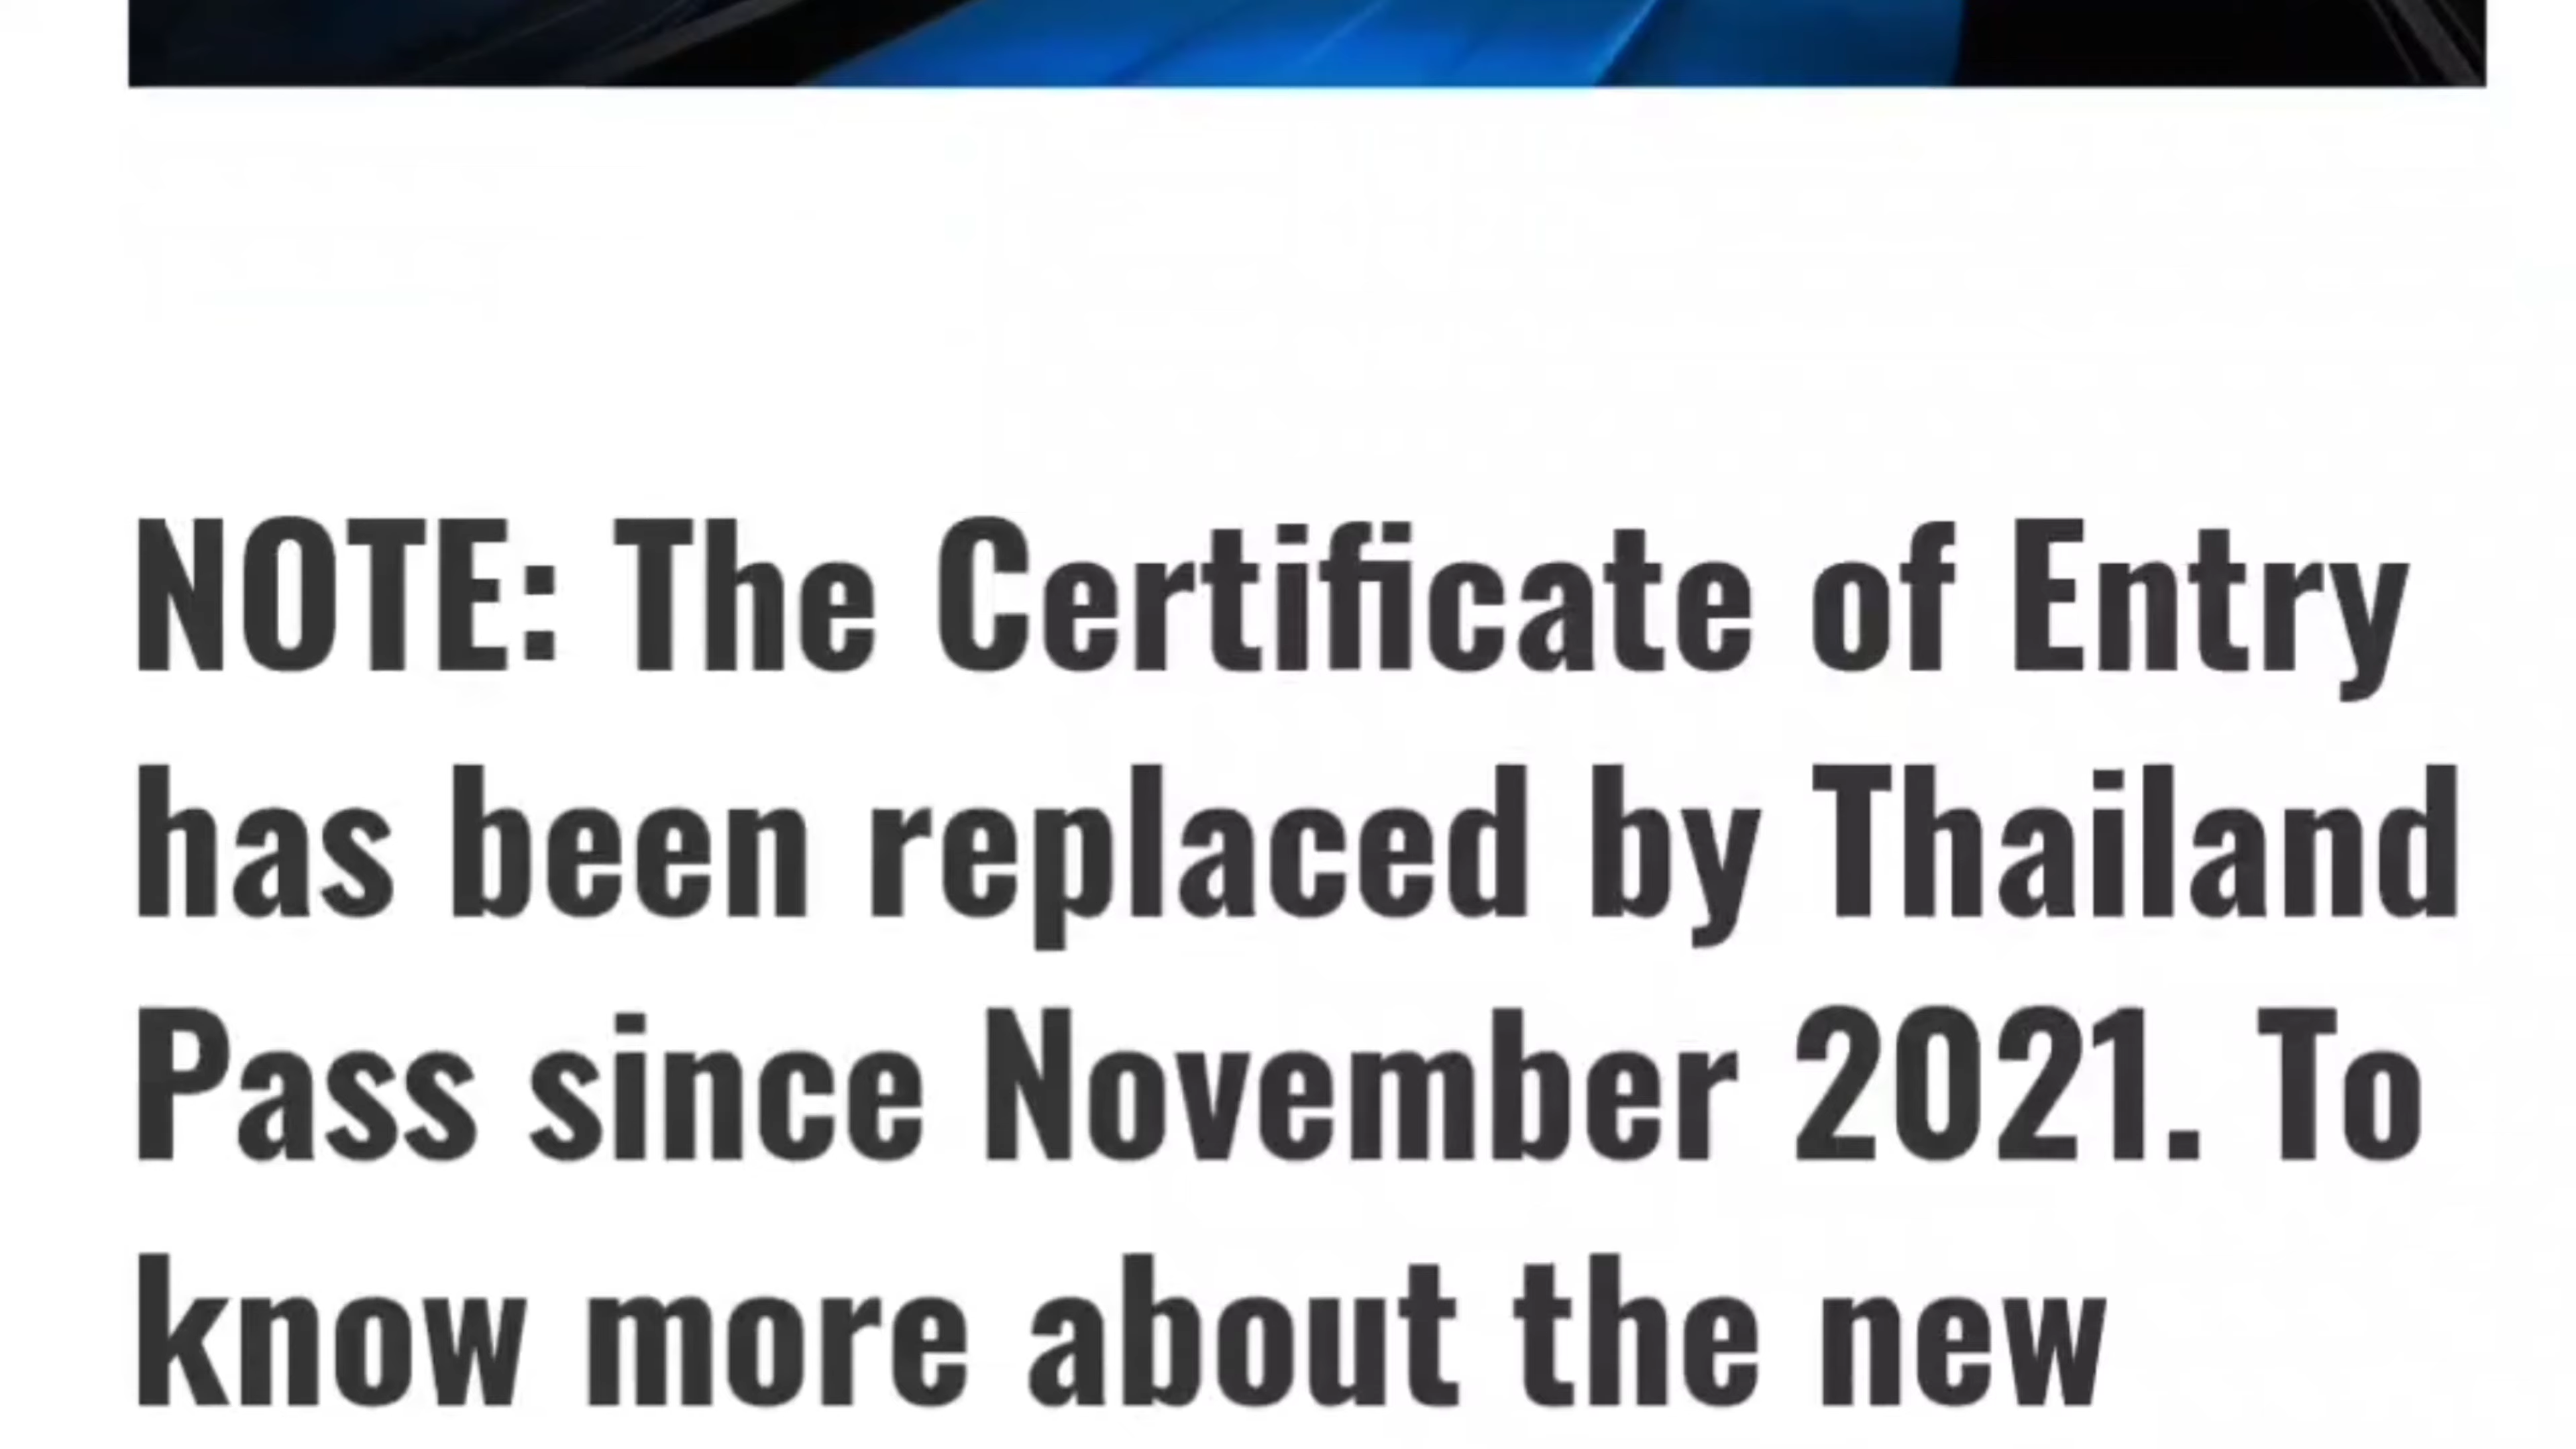 NOTE: The Certificate of Entry
has been replaced by Thailand
Pass since November 2021. To
know more about the new